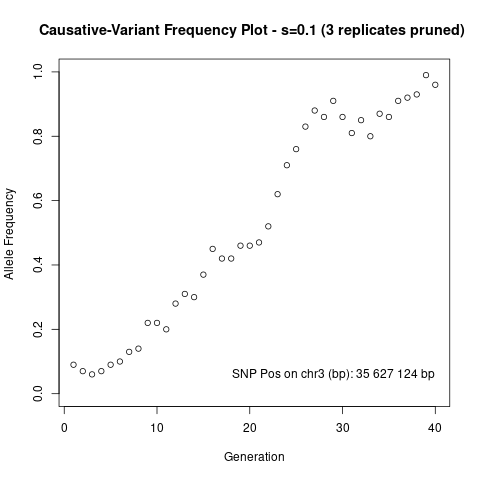 Causative-Variant Frequency Plot - s=0.1 (3 replicates pruned)
Allele Frequency
1.0
0.8
0.6
0.4
0.2
0.0
SNP Pos on chr3 (bp): 35 627 124 bp
0 10 20 30 40
Generation